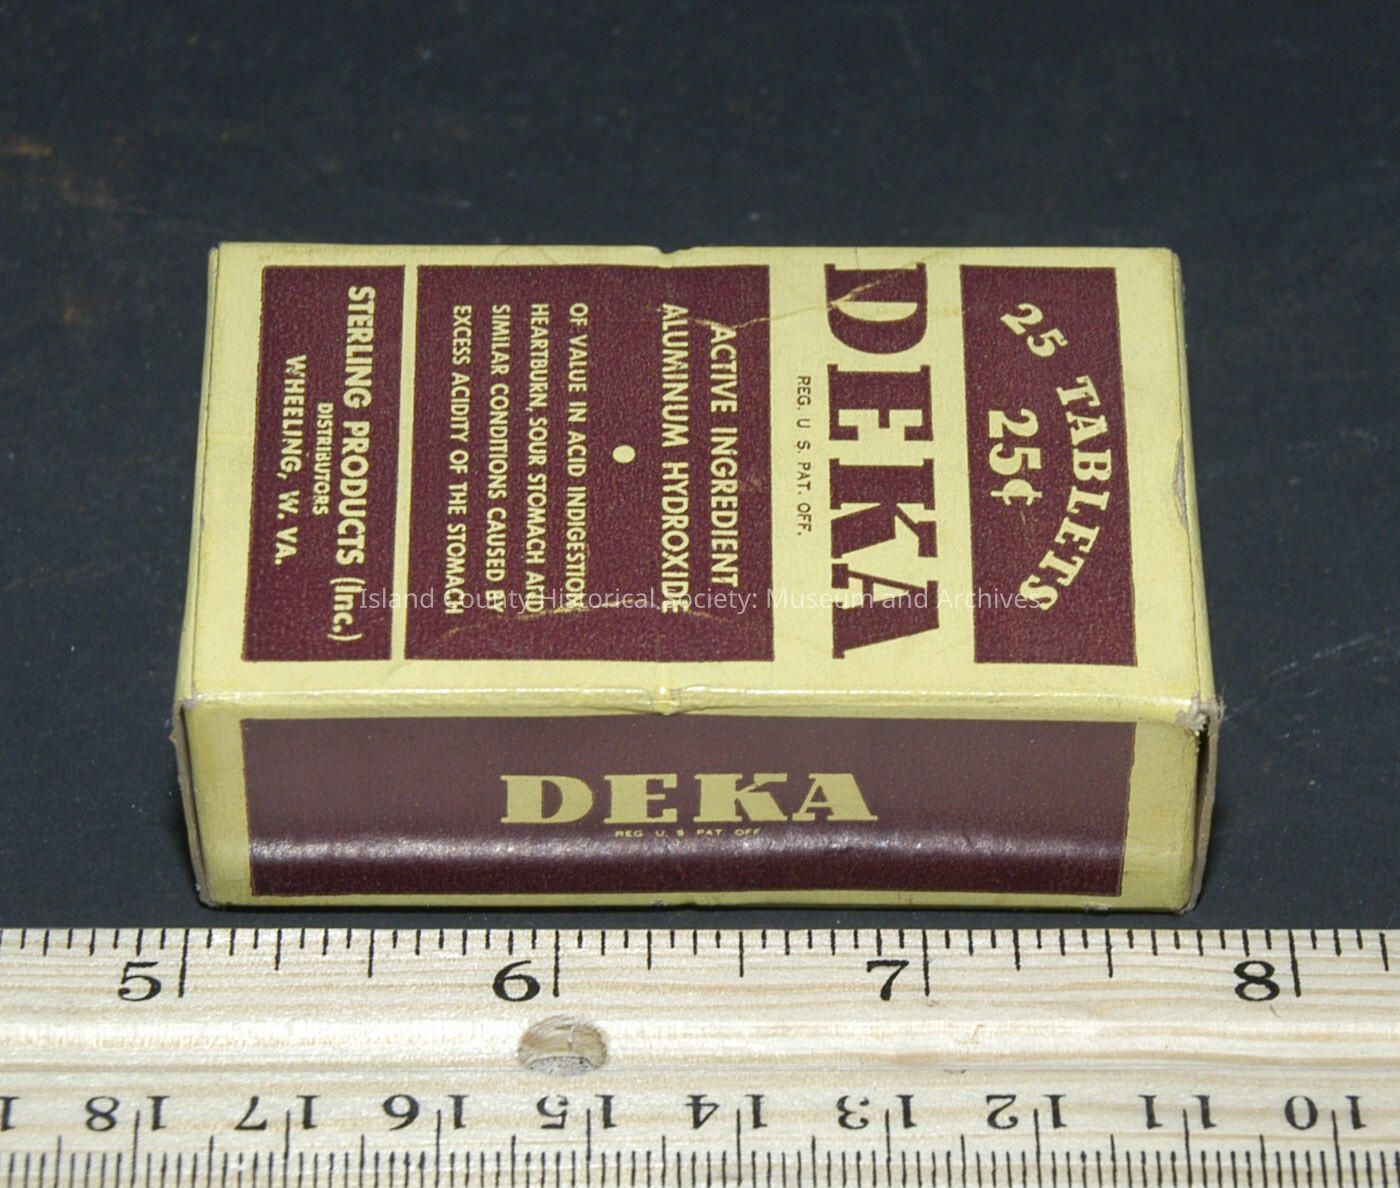 25 TABLETS
25¢
DEKA
REG. U S. PAT. OFF.
ACTIVE INGREDIENT
ALUMINUM HYDROXIDE
OF VALUE IN ACID INDIGESTION
HEARTBURN, SOUR STOMACH AND
SIMILAR CONDITIONS CAUSED BY
EXCESS ACIDITY OF THE STOMACH
STERLING PRODUCTS (Inc.)
DISTRIBUTORS
WHEELING, W. VA.
Island County Historical Society: Museum and Archives
DEKA
REG. U. S. PAT. OFF.
5 6 7 8
18 17 16 15 14 13 12 11 10